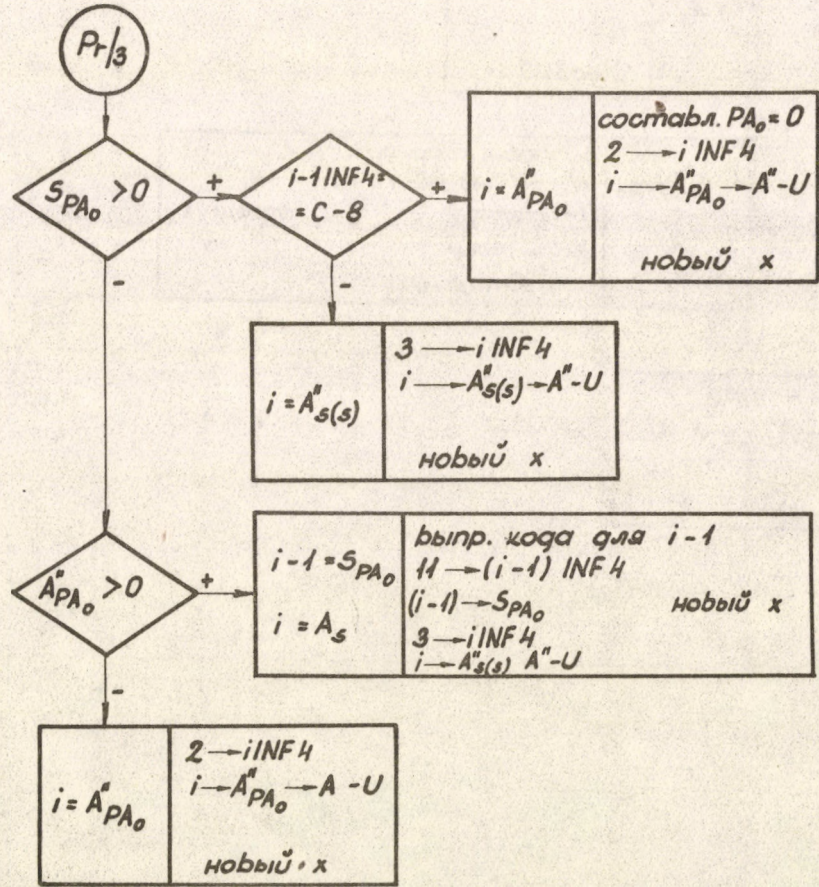 Pr/3
S_PA₀ > 0
+
i-1 INF4=
= C-8
+
i = A"_PA₀
составл. PA₀ = 0
2 → i INF4
i → A"_PA₀ → A"-U
новый x
-
-
i = A"_s(s)
3 → i INF4
i → A"_s(s) → A"-U
новый x
A"_PA₀ > 0
+
i-1 = S_PA₀
i = A_s
выпр. кода для i-1
11 → (i-1) INF4
(i-1) → S_PA₀ новый x
3 → i INF4
i → A"_s(s) A"-U
-
i = A"_PA₀
2 → i INF4
i → A"_PA₀ → A -U
новый x